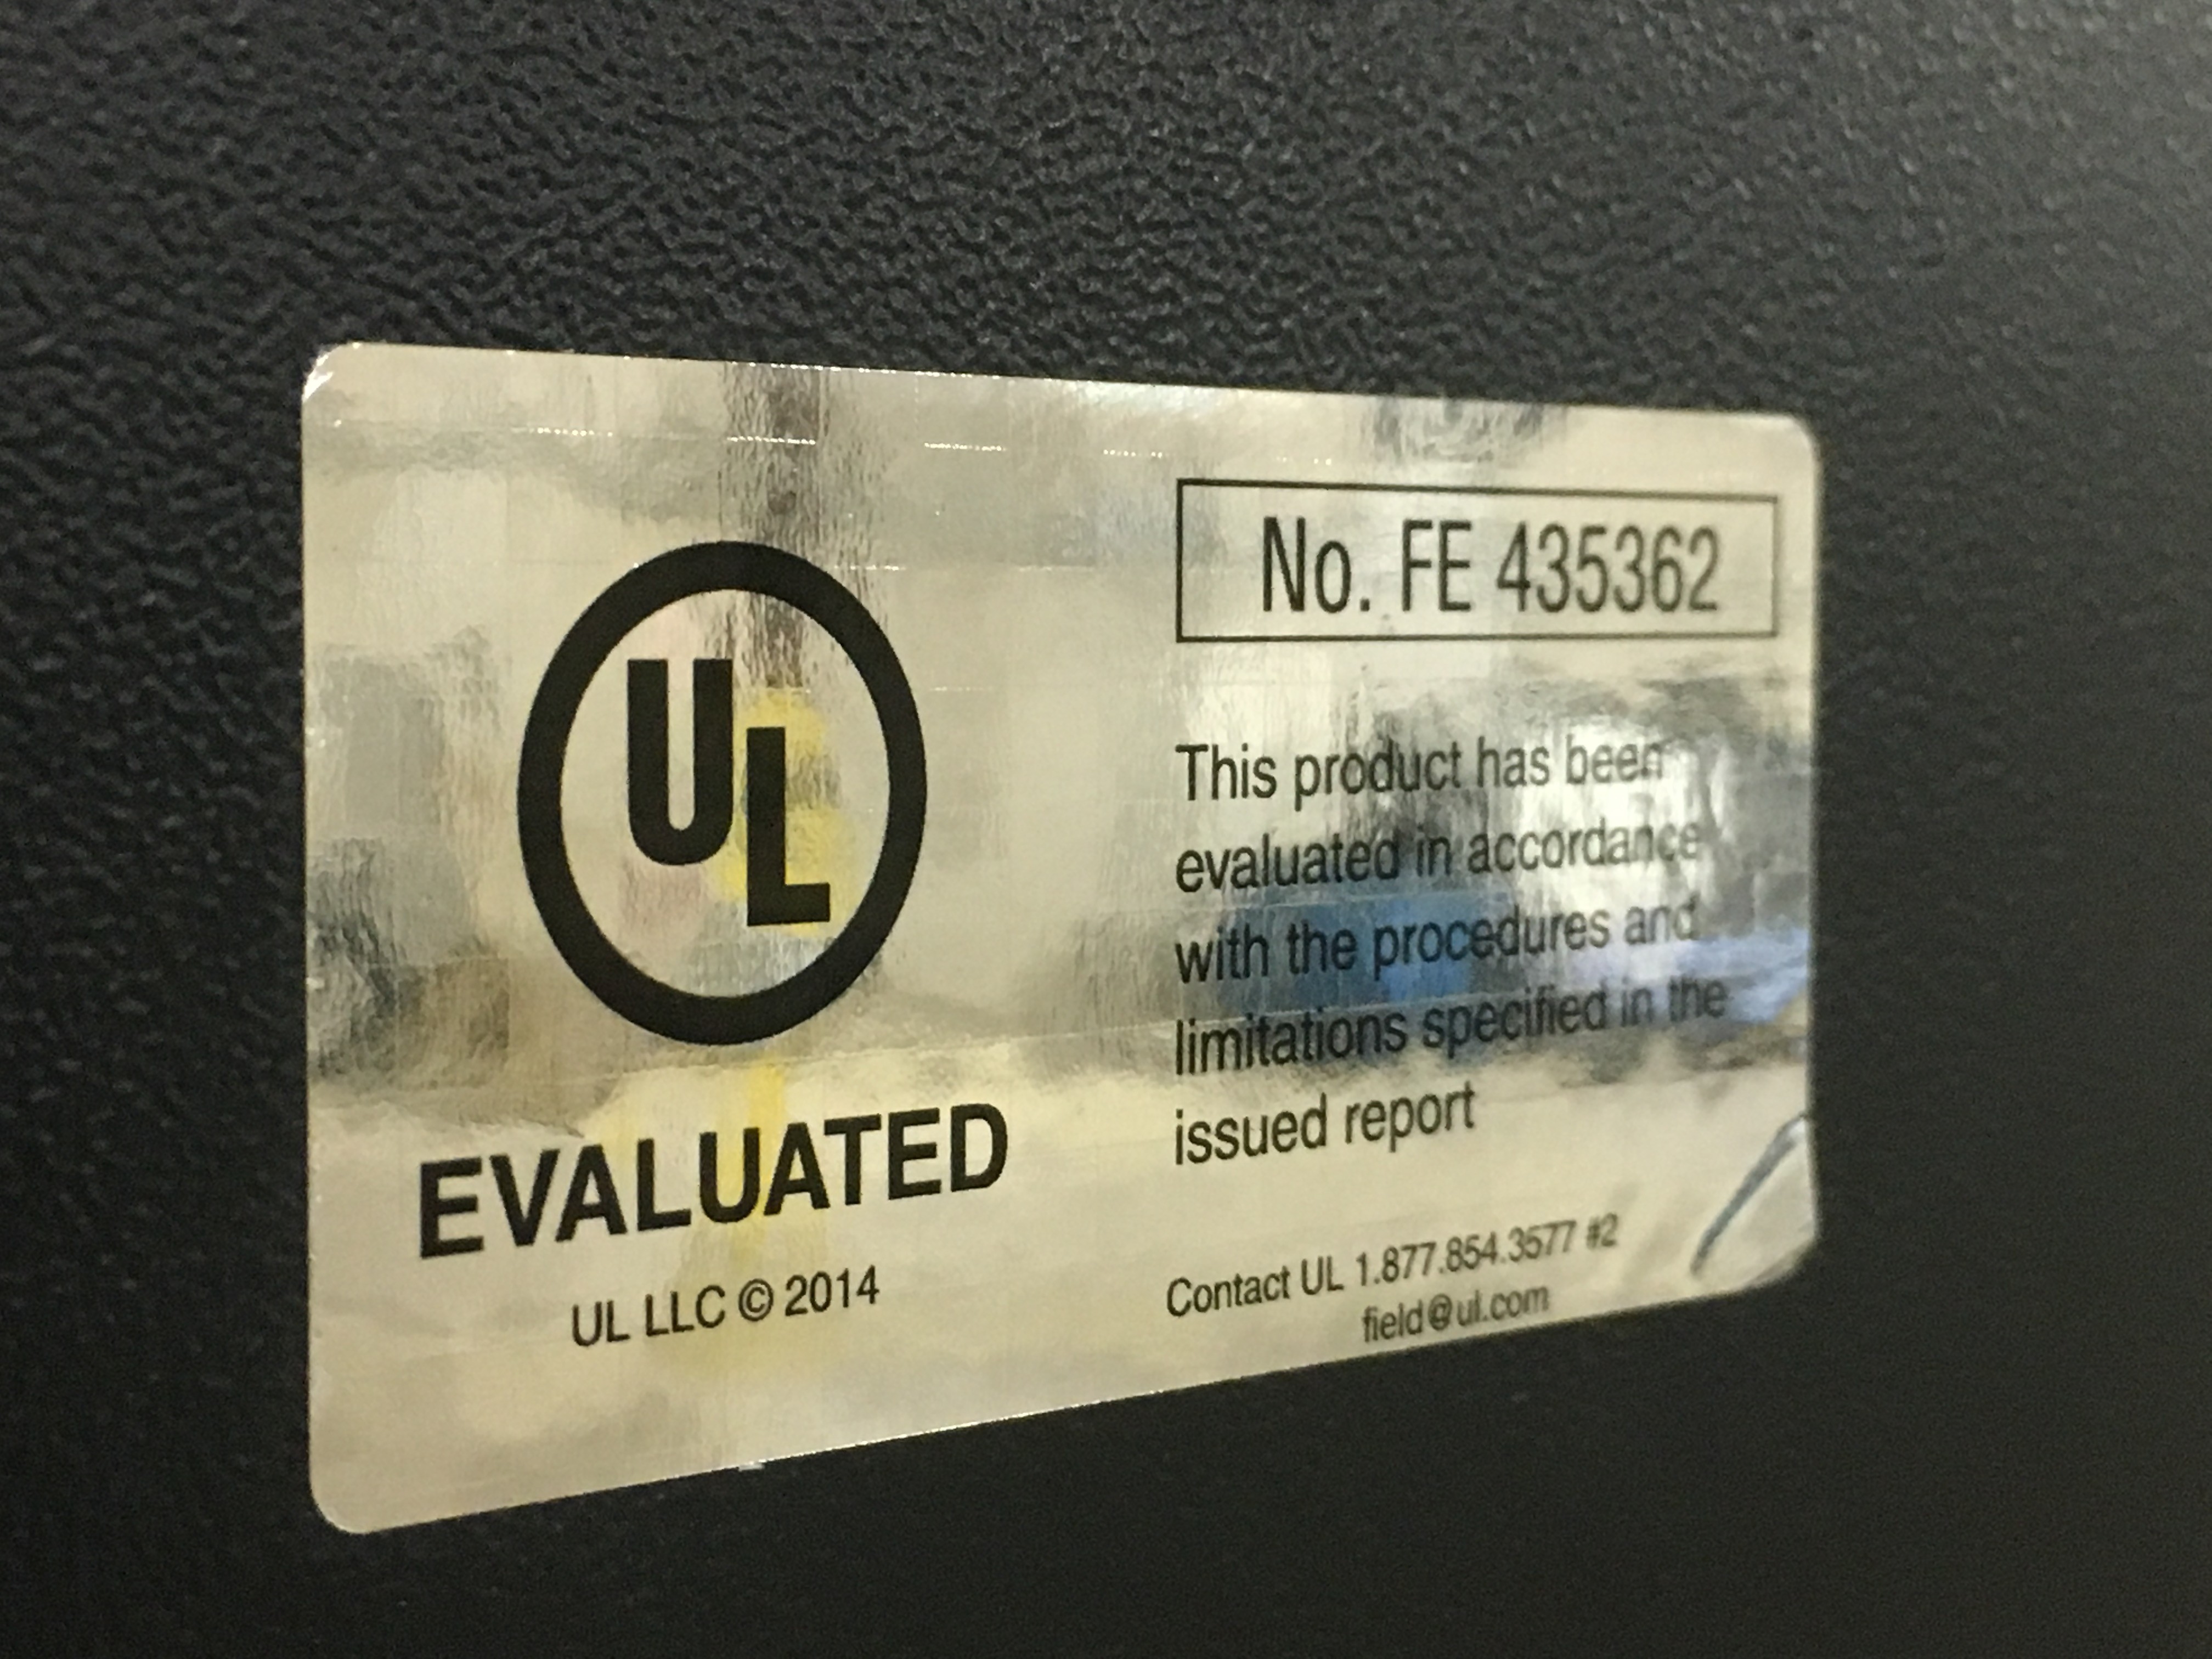 UL
EVALUATED
UL LLC © 2014
No. FE 435362
This product has been
evaluated in accordance
with the procedures and
limitations specified in the
issued report
Contact UL 1.877.854.3577 #2
field@ul.com